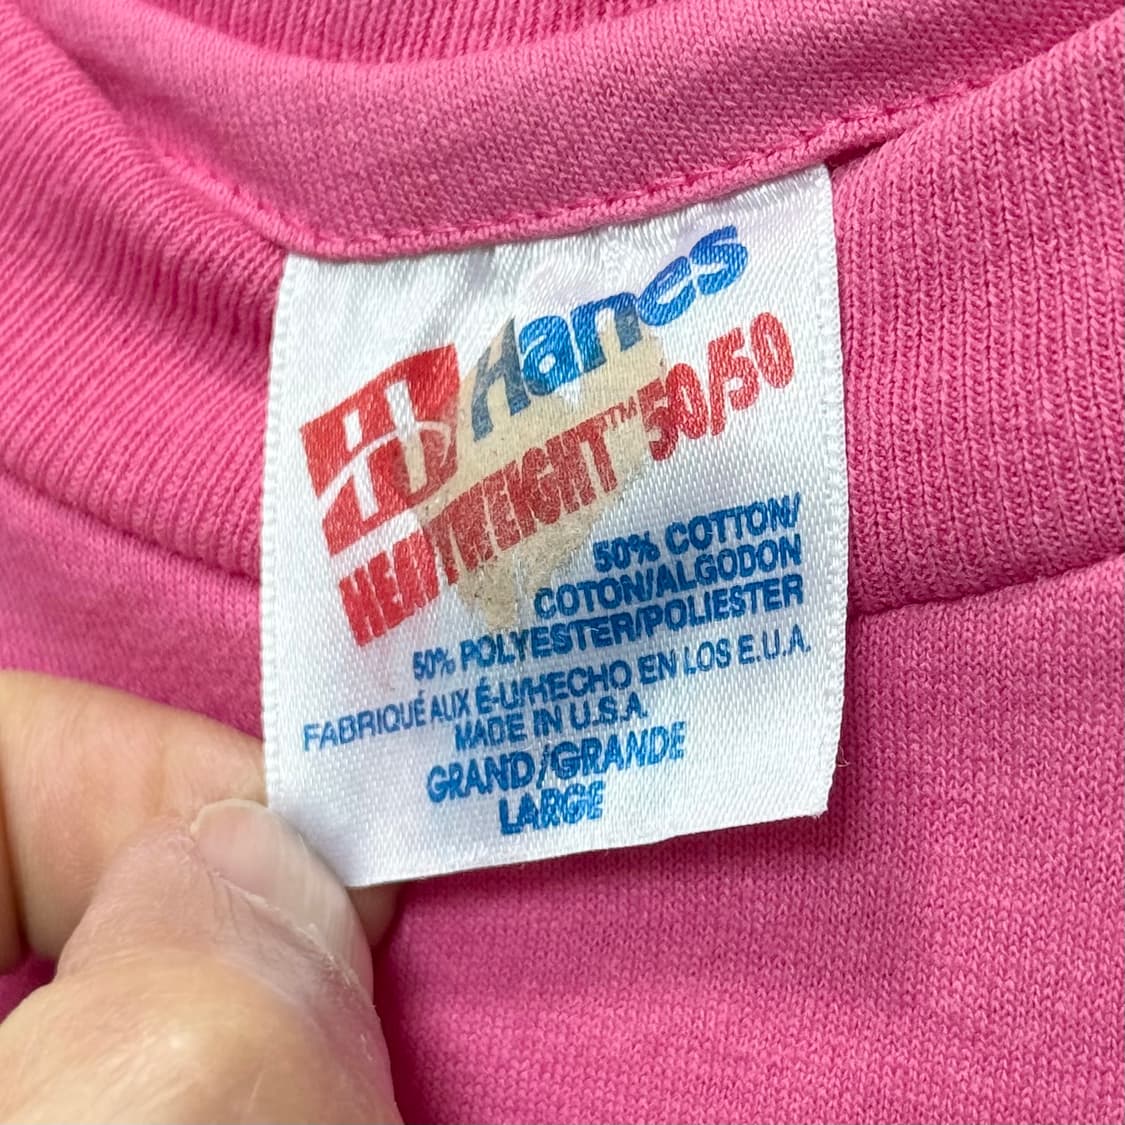 Hanes
HEAVYWEIGHT™ 50/50
50% COTTON/
COTON/ALGODON
50% POLYESTER/POLIESTER
FABRIQUÉ AUX É-U/HECHO EN LOS E.U.A.
MADE IN U.S.A.
GRAND/GRANDE
LARGE